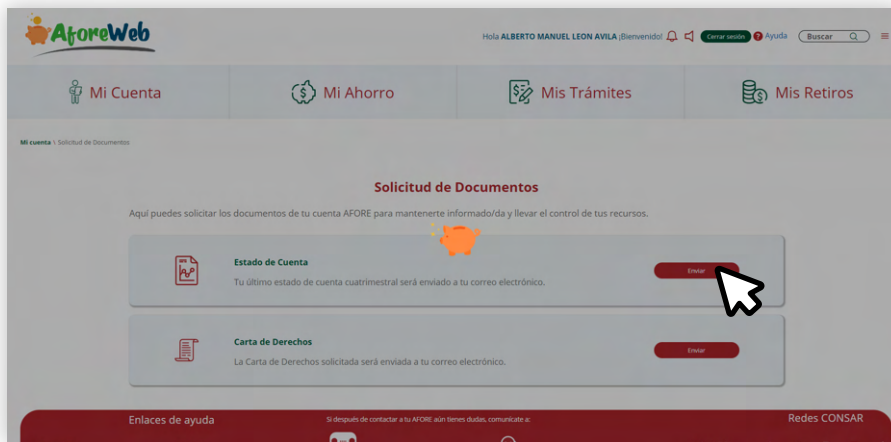 AforeWeb
Hola ALBERTO MANUEL LEON AVILA ¡Bienvenido! Cerrar sesión ? Ayuda Buscar
Mi Cuenta Mi Ahorro Mis Trámites Mis Retiros
Mi cuenta \ Solicitud de Documentos
Solicitud de Documentos
Aquí puedes solicitar los documentos de tu cuenta AFORE para mantenerte informado/da y llevar el control de tus recursos.
Estado de Cuenta
Tu último estado de cuenta cuatrimestral será enviado a tu correo electrónico.
Enviar
Carta de Derechos
La Carta de Derechos solicitada será enviada a tu correo electrónico.
Enviar
Enlaces de ayuda Si después de contactar a tu AFORE aún tienes dudas, comunícate a: Redes CONSAR